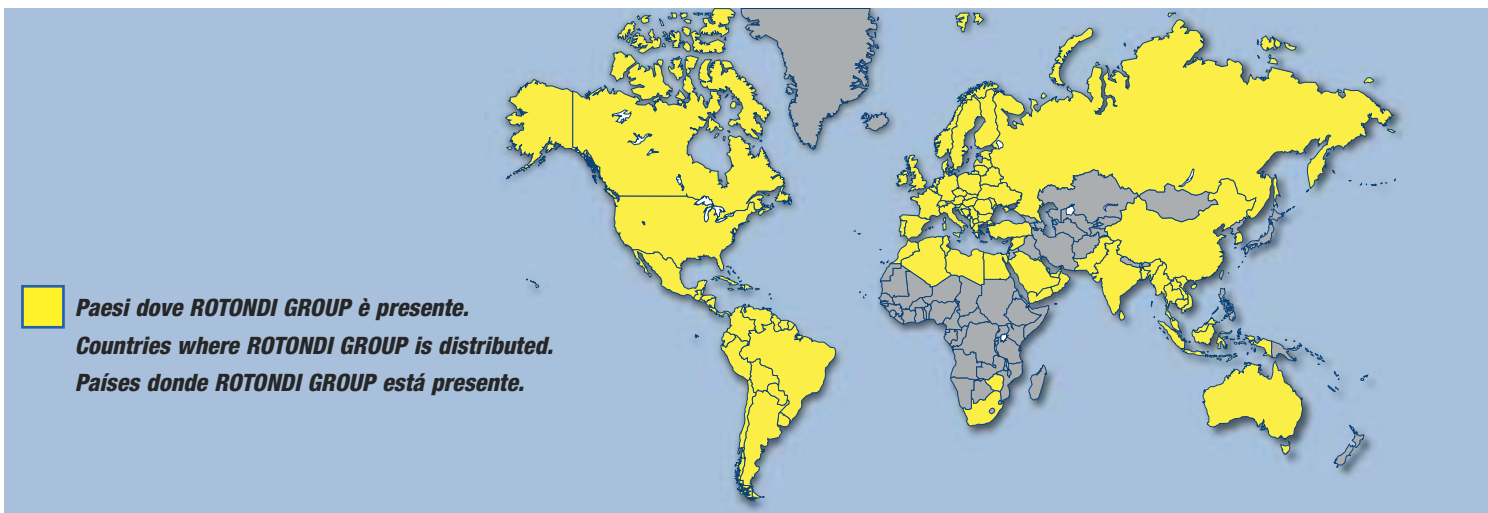 Paesi dove ROTONDI GROUP è presente.
Countries where ROTONDI GROUP is distributed.
Países donde ROTONDI GROUP está presente.